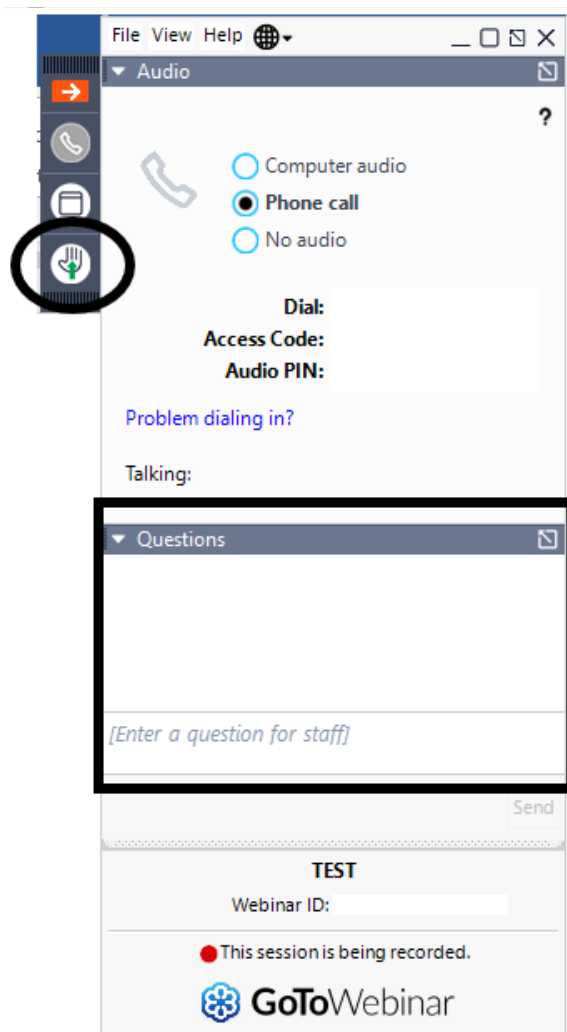 File View Help
Audio
?
Computer audio
Phone call
No audio
Dial:
Access Code:
Audio PIN:
Problem dialing in?
Talking:
Questions
[Enter a question for staff]
Send
TEST
Webinar ID:
This session is being recorded.
GoToWebinar